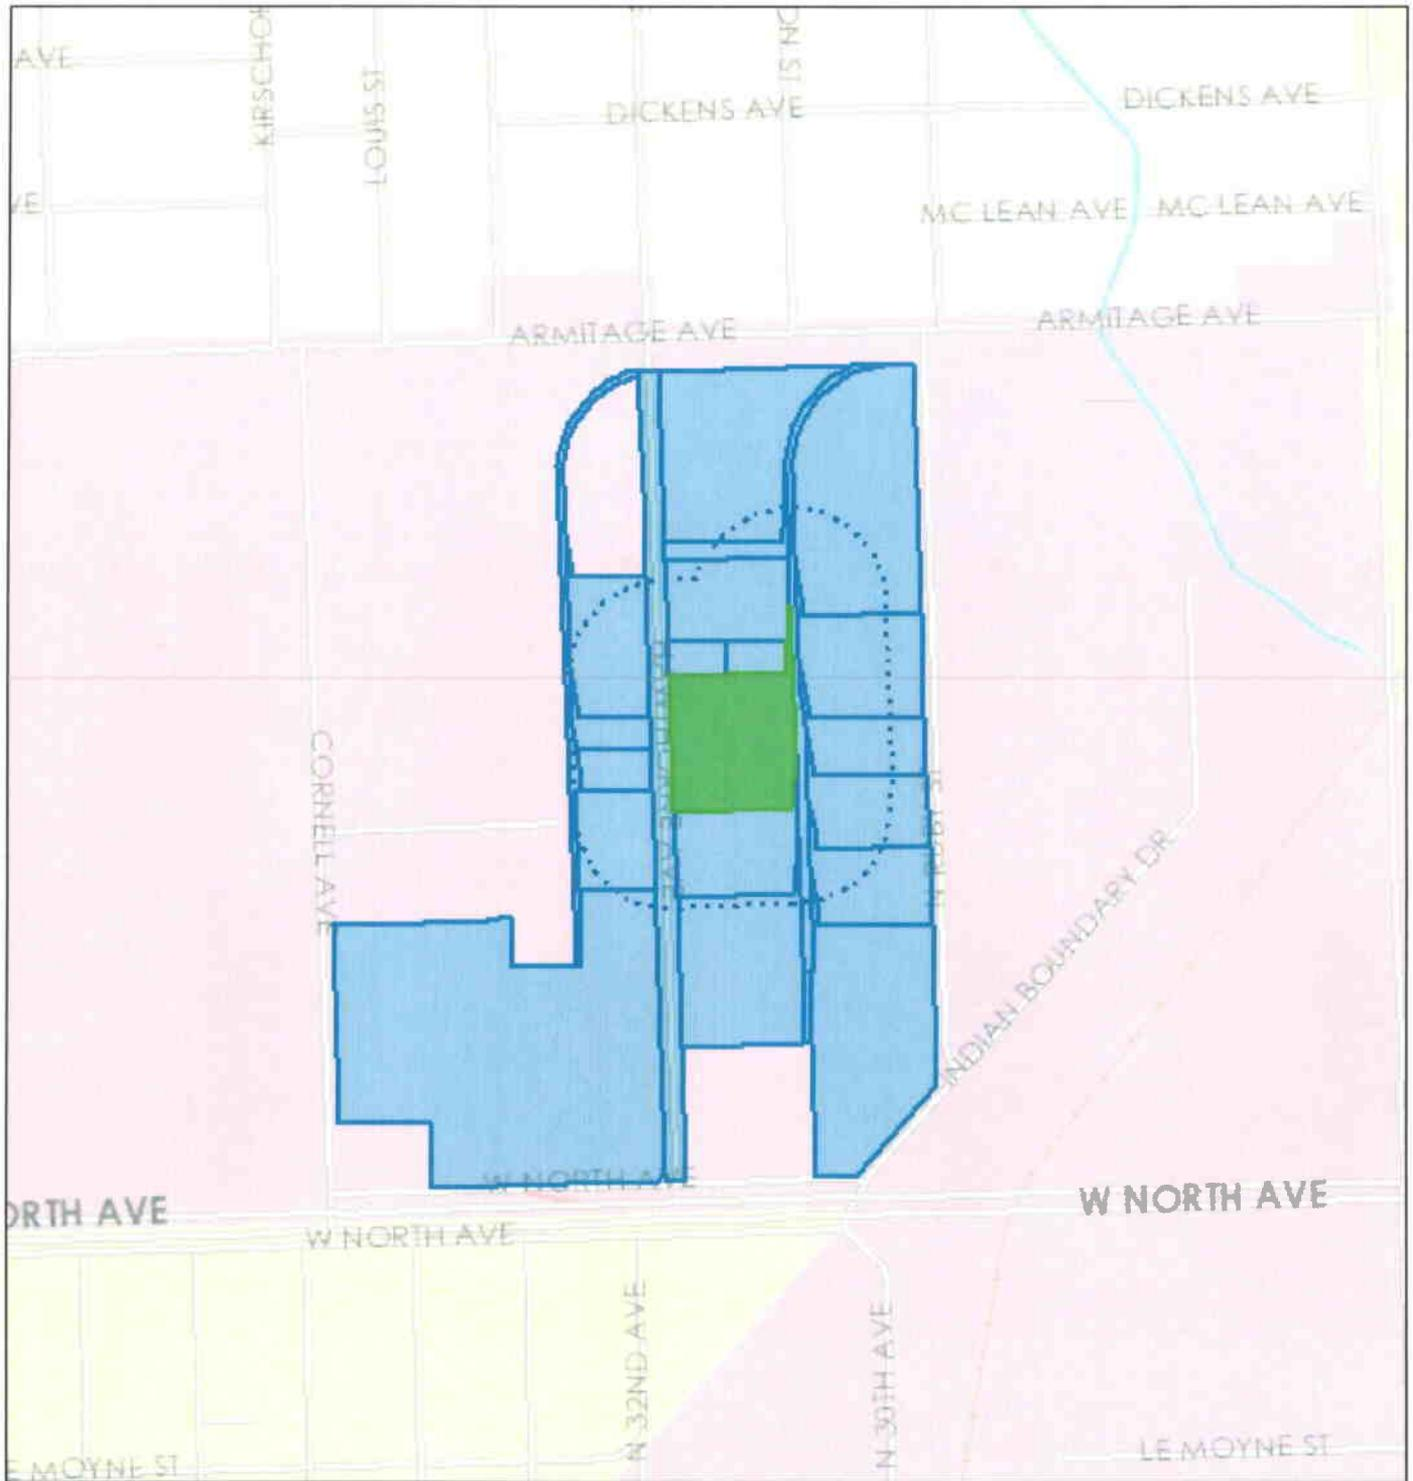 AVE
KIRSCHO
LOUIS ST
DICKENS AVE
DICKENS AVE
VE
MC LEAN AVE
MC LEAN AVE
ARMITAGE AVE
ARMITAGE AVE
CORNELL AVE
N RUBY ST
INDIAN BOUNDARY DR
W NORTH AVE
W NORTH AVE
ORTH AVE
W NORTH AVE
N 32ND AVE
N 30TH AVE
LE MOYNE ST
E MOYNE ST